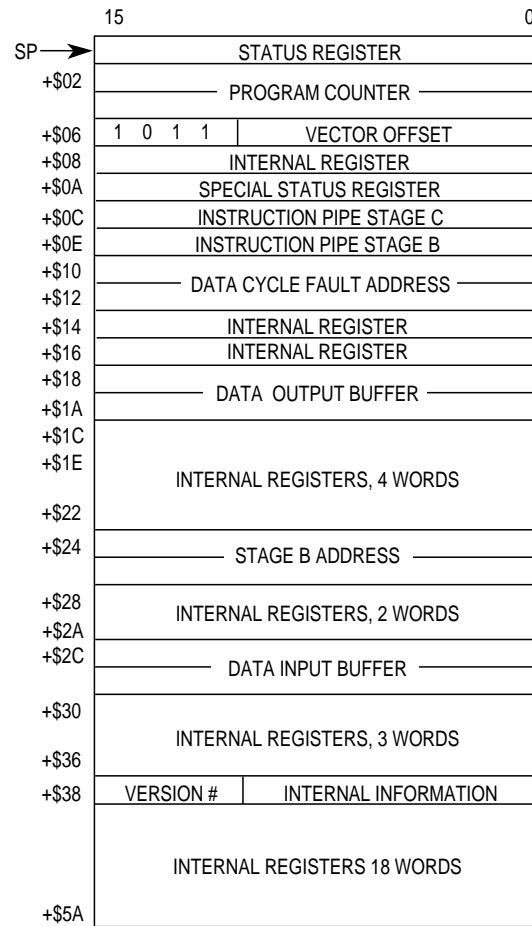 15 0
SP STATUS REGISTER
+$02 PROGRAM COUNTER
+$06 1 0 1 1 VECTOR OFFSET
+$08 INTERNAL REGISTER
+$0A SPECIAL STATUS REGISTER
+$0C INSTRUCTION PIPE STAGE C
+$0E INSTRUCTION PIPE STAGE B
+$10
DATA CYCLE FAULT ADDRESS
+$12
+$14 INTERNAL REGISTER
+$16 INTERNAL REGISTER
+$18
DATA OUTPUT BUFFER
+$1A
+$1C
+$1E
INTERNAL REGISTERS, 4 WORDS
+$22
+$24
STAGE B ADDRESS
+$28
INTERNAL REGISTERS, 2 WORDS
+$2A
+$2C
DATA INPUT BUFFER
+$30
INTERNAL REGISTERS, 3 WORDS
+$36
+$38 VERSION # INTERNAL INFORMATION
INTERNAL REGISTERS 18 WORDS
+$5A